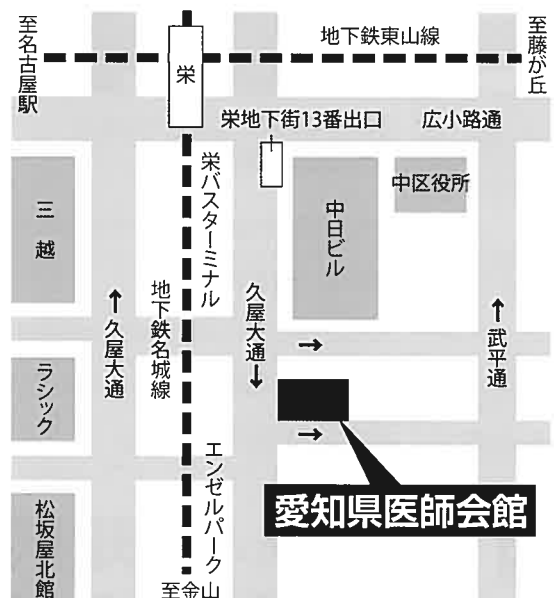 至名古屋駅
栄
地下鉄東山線
至藤が丘
栄地下街13番出口
広小路通
三越
栄バスターミナル
中日ビル
中区役所
↑久屋大通
地下鉄名城線
久屋大通↓
→
↑武平通
ラシック
→
エンゼルパーク
愛知県医師会館
松坂屋北館
至金山